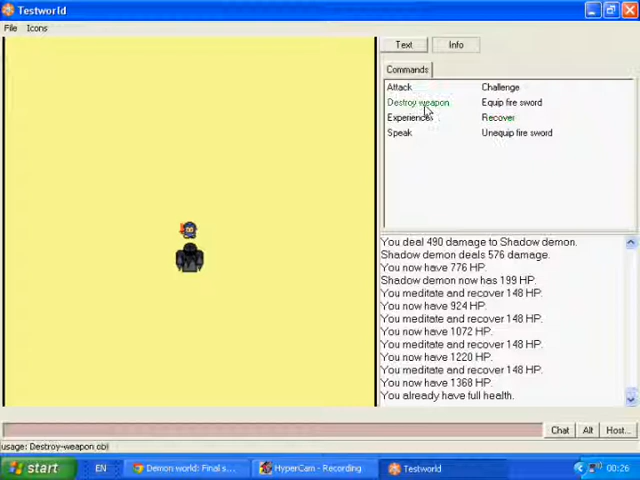 Testworld
File Icons
Text Info
Commands
Attack Challenge
Destroy weapon Equip fire sword
Experience Recover
Speak Unequip fire sword
You deal 490 damage to Shadow demon.
Shadow demon deals 576 damage.
You now have 776 HP.
Shadow demon now has 199 HP.
You meditate and recover 148 HP.
You now have 924 HP.
You meditate and recover 148 HP.
You now have 1072 HP.
You meditate and recover 148 HP.
You now have 1220 HP.
You meditate and recover 148 HP.
You now have 1368 HP.
You already have full health.
Chat Alt Host...
usage: Destroy-weapon obj
start EN Demon world: Final s... HyperCam - Recording Testworld 00:26